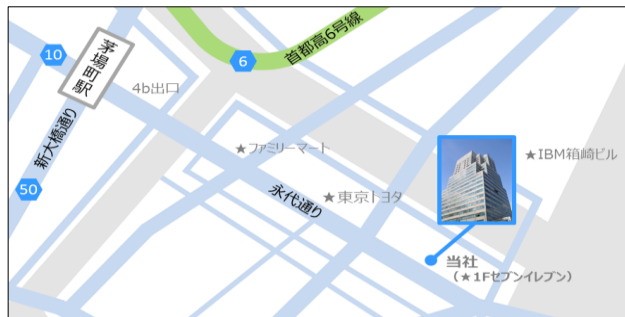 10
茅場町駅
6
首都高6号線
4b出口
新大橋通り
★ファミリーマート
★IBM箱崎ビル
50
永代通り
★東京トヨタ
当社
(★1Fセブンイレブン)